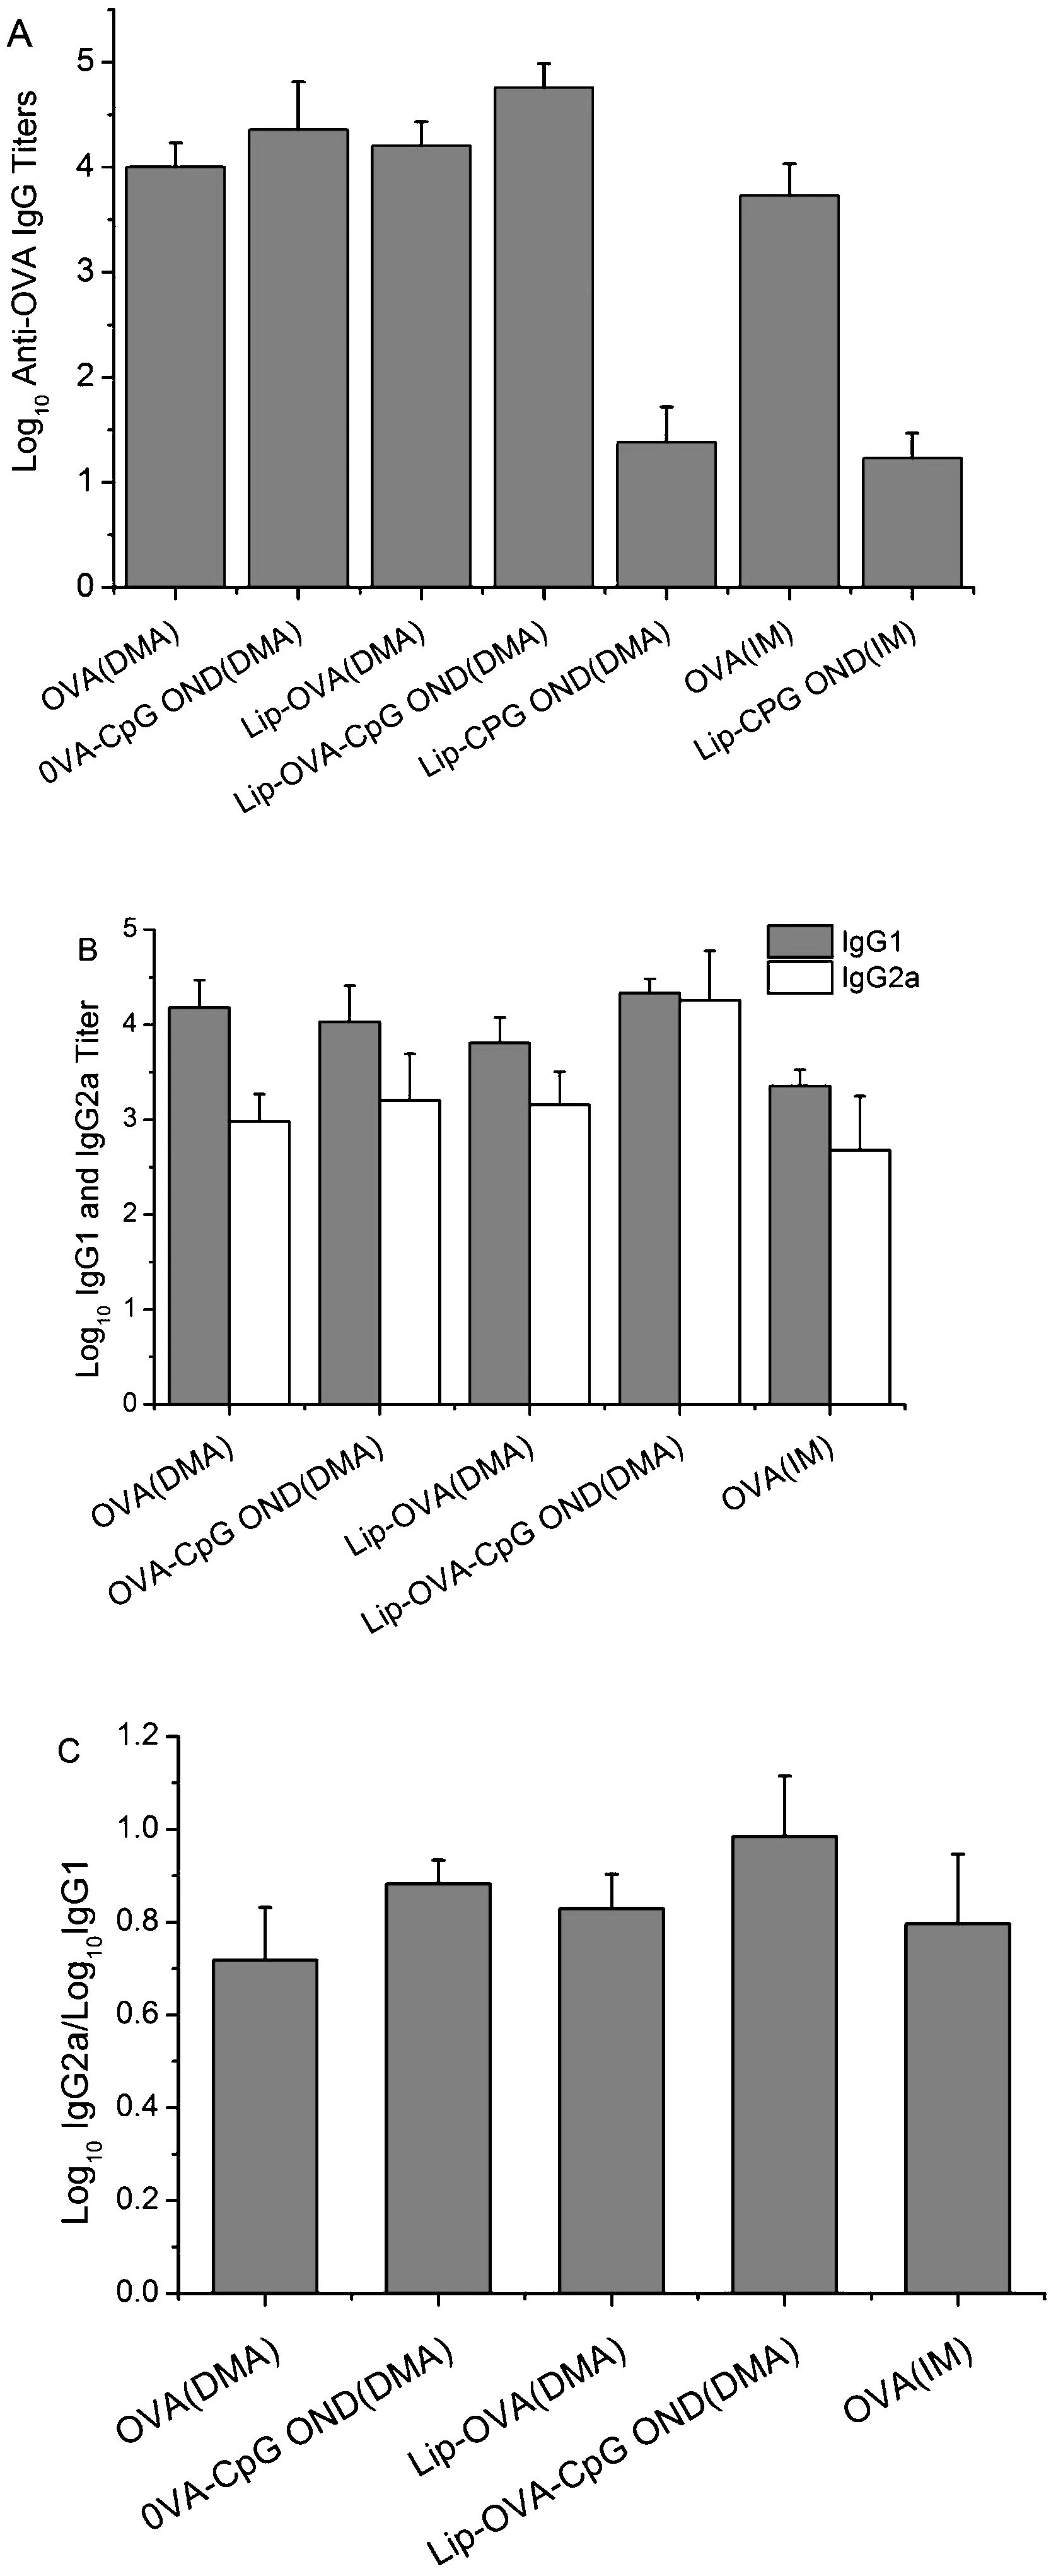 A
Log10 Anti-OVA IgG Titers
5
4
3
2
1
0
OVA(DMA)
0VA-CpG OND(DMA)
Lip-OVA(DMA)
Lip-OVA-CpG OND(DMA)
Lip-CPG OND(DMA)
OVA(IM)
Lip-CPG OND(IM)
B
IgG1
IgG2a
Log10 IgG1 and IgG2a Titer
5
4
3
2
1
0
OVA(DMA)
OVA-CpG OND(DMA)
Lip-OVA(DMA)
Lip-OVA-CpG OND(DMA)
OVA(IM)
C
Log10 IgG2a/Log10IgG1
1.2
1.0
0.8
0.6
0.4
0.2
0.0
OVA(DMA)
0VA-CpG OND(DMA)
Lip-OVA(DMA)
Lip-OVA-CpG OND(DMA)
OVA(IM)